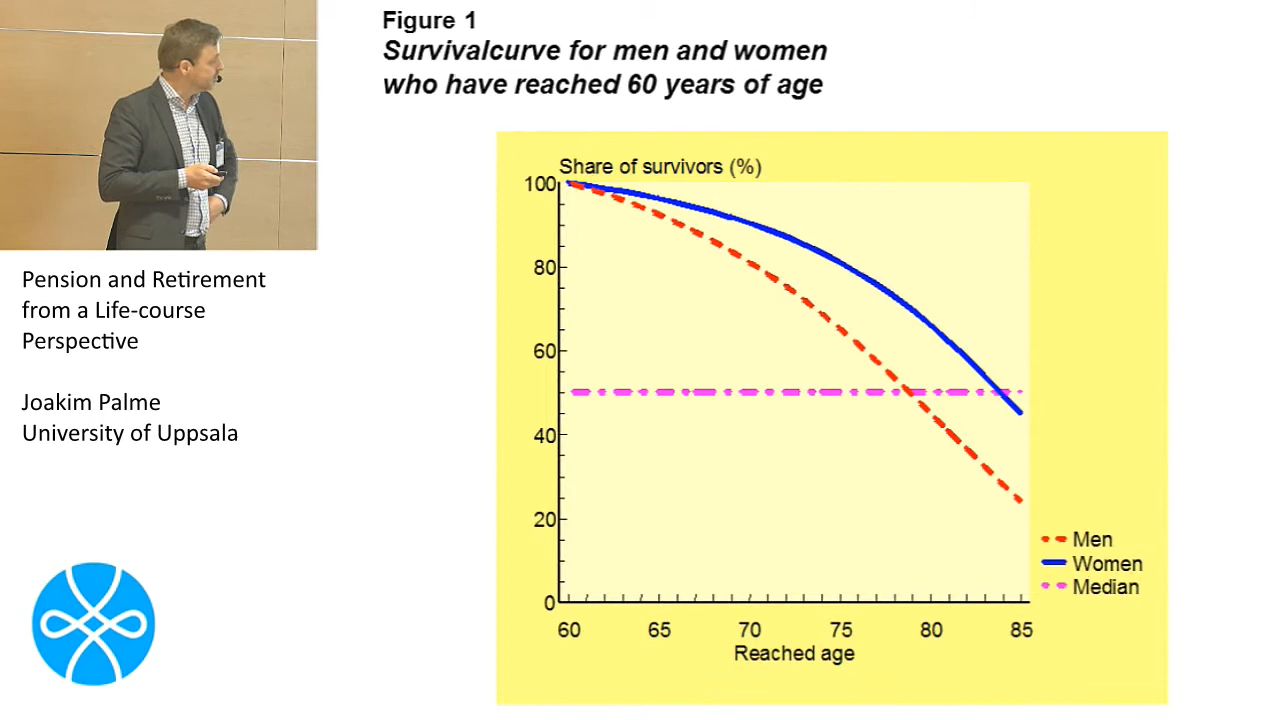 Figure 1
Survivalcurve for men and women
who have reached 60 years of age
Pension and Retirement
from a Life-course
Perspective
Joakim Palme
University of Uppsala
Share of survivors (%)
100
80
60
40
20
0
60 65 70 75 80 85
Reached age
Men
Women
Median